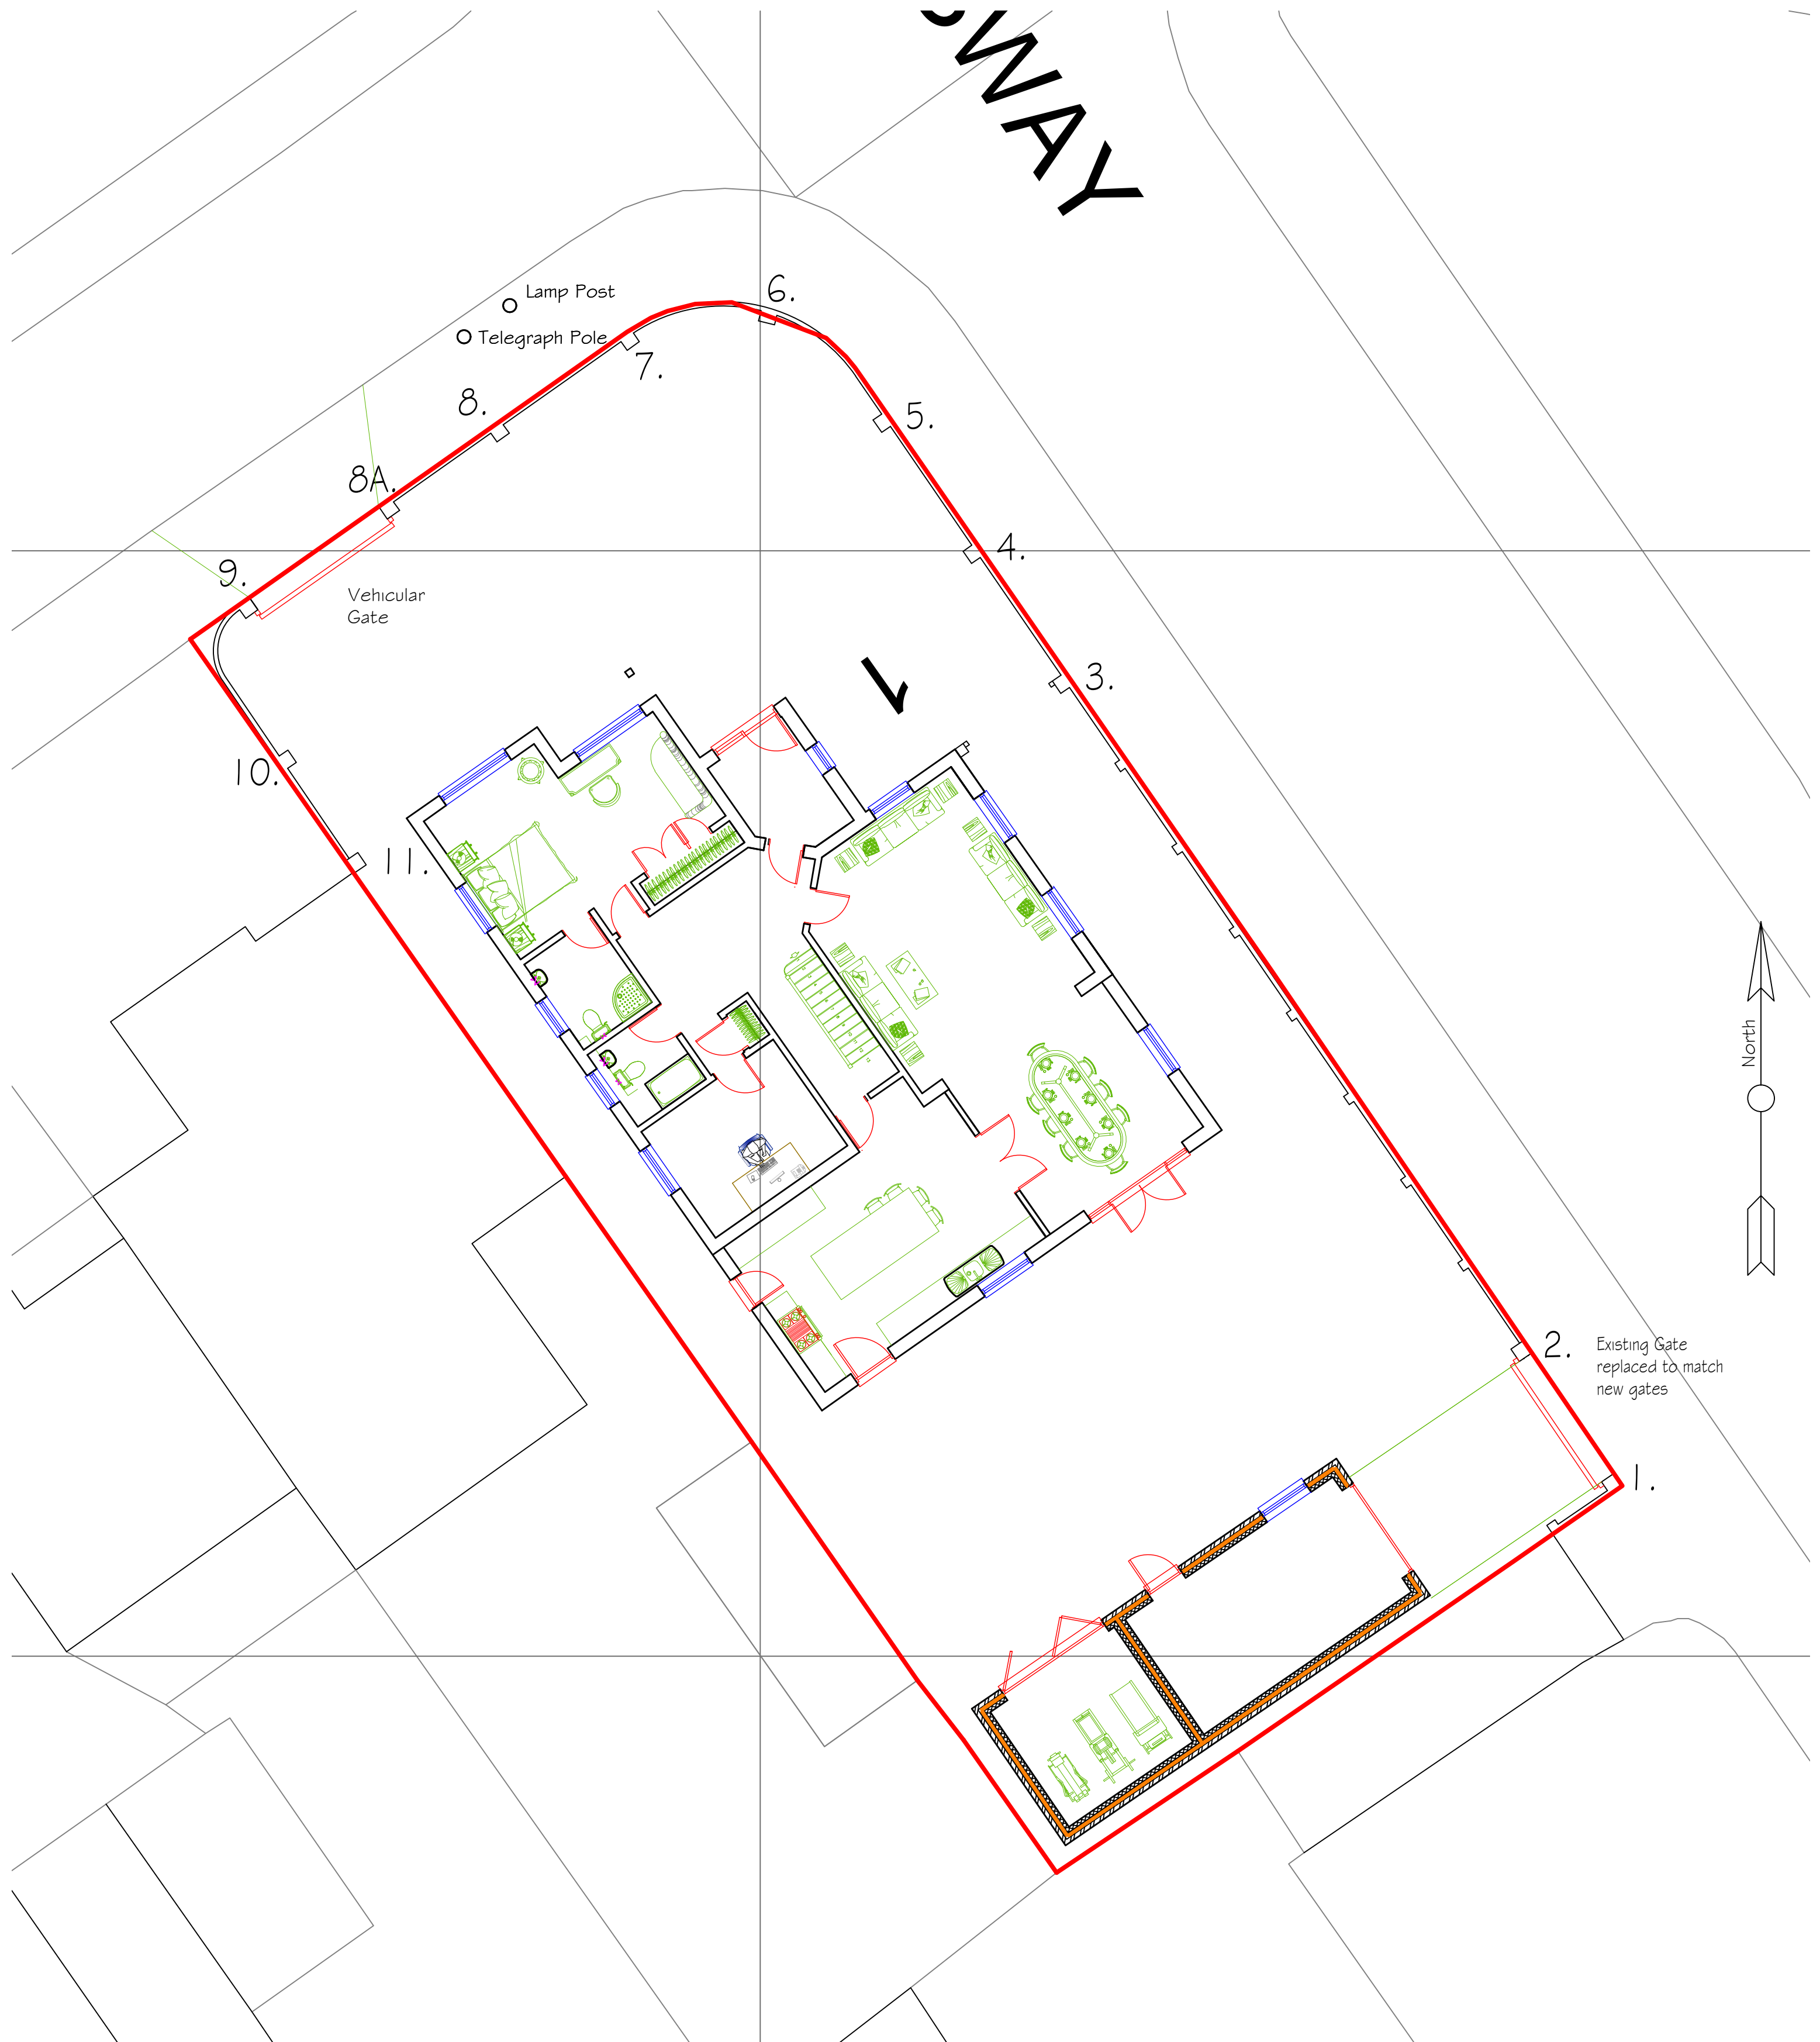 SWAY
6.
Lamp Post
Telegraph Pole
7.
8.
5.
8A.
4.
9.
Vehicular
Gate
3.
1
10.
11.
North
2.
Existing Gate
replaced to match
new gates
1.